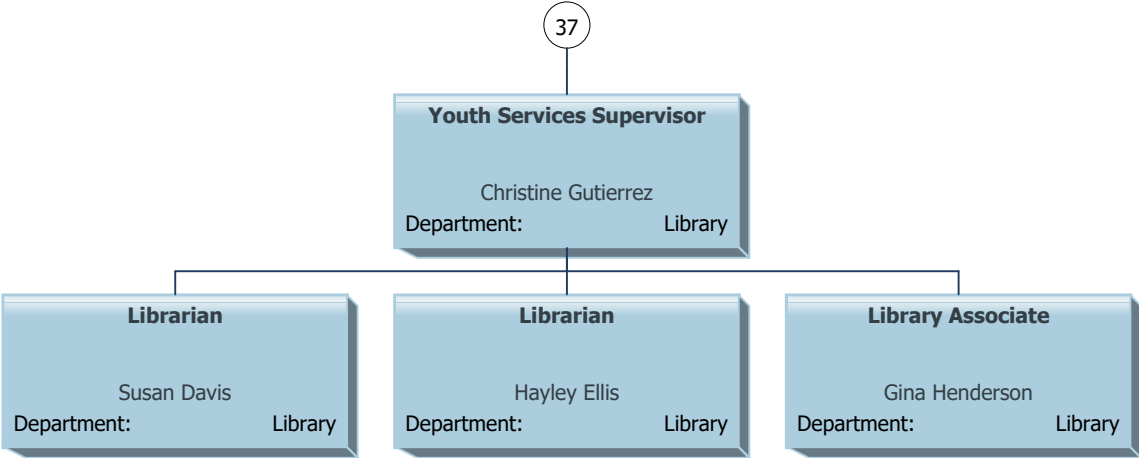 37
Youth Services Supervisor
Christine Gutierrez
Department: Library
Librarian
Susan Davis
Department: Library
Librarian
Hayley Ellis
Department: Library
Library Associate
Gina Henderson
Department: Library